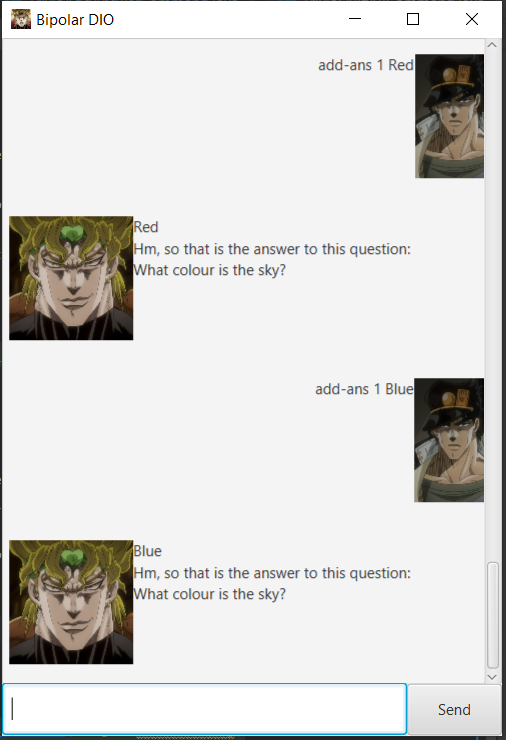 Bipolar DIO
add-ans 1 Red
Red
Hm, so that is the answer to this question:
What colour is the sky?
add-ans 1 Blue
Blue
Hm, so that is the answer to this question:
What colour is the sky?
Send